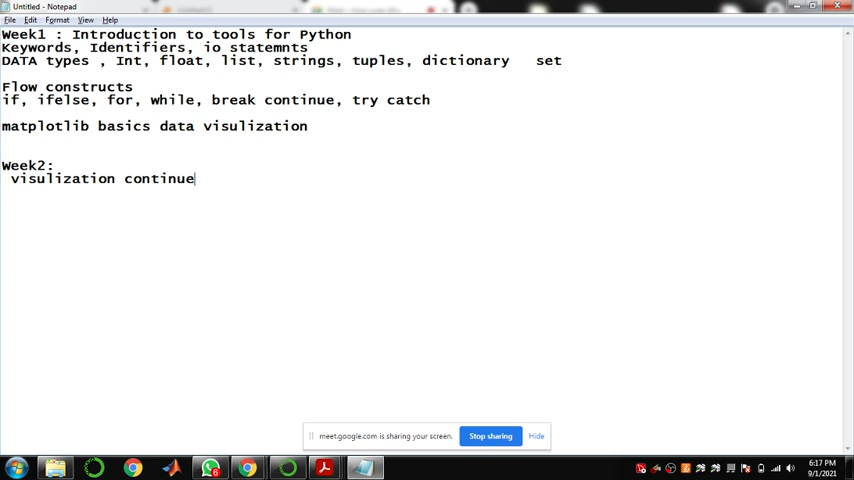 Untitled - Notepad
File Edit Format View Help
Week1 : Introduction to tools for Python
Keywords, Identifiers, io statemnts
DATA types , Int, float, list, strings, tuples, dictionary set
Flow constructs
if, ifelse, for, while, break continue, try catch
matplotlib basics data visulization
Week2:
visulization continue
meet.google.com is sharing your screen. Stop sharing Hide
6
6:17 PM
9/1/2021